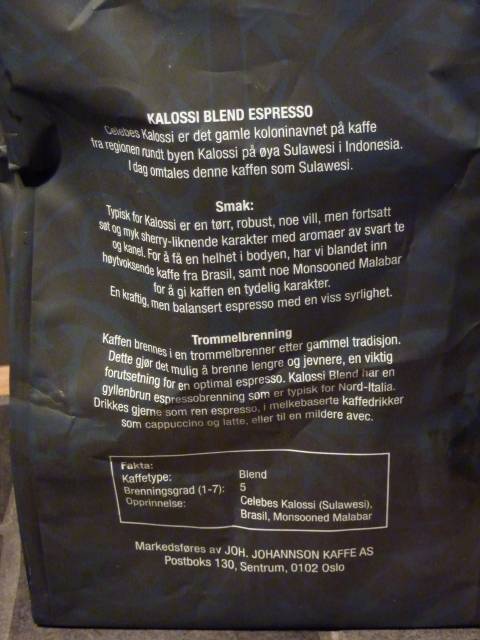 KALOSSI BLEND ESPRESSO
Celebes Kalossi er det gamle koloninavnet på kaffe
fra regionen rundt byen Kalossi på øya Sulawesi i Indonesia.
I dag omtales denne kaffen som Sulawesi.
Smak:
Typisk for Kalossi er en tørr, robust, noe vill, men fortsatt
søt og myk sherry-liknende karakter med aromaer av svart te
og kanel. For å få en helhet i bodyen, har vi blandet inn
høytvoksende kaffe fra Brasil, samt noe Monsooned Malabar
for å gi kaffen en tydelig karakter.
En kraftig, men balansert espresso med en viss syrlighet.
Trommelbrenning
Kaffen brennes i en trommelbrenner etter gammel tradisjon.
Dette gjør det mulig å brenne lengre og jevnere, en viktig
forutsetning for en optimal espresso. Kalossi Blend har en
gyllenbrun espressobrenning som er typisk for Nord-Italia.
Drikkes gjerne som ren espresso, i melkebaserte kaffedrikker
som cappuccino og latte, eller til en mildere avec.
Fakta:
Kaffetype: Blend
Brenningsgrad (1-7): 5
Opprinnelse: Celebes Kalossi (Sulawesi),
Brasil, Monsooned Malabar
Markedsføres av JOH. JOHANNSON KAFFE AS
Postboks 130, Sentrum, 0102 Oslo